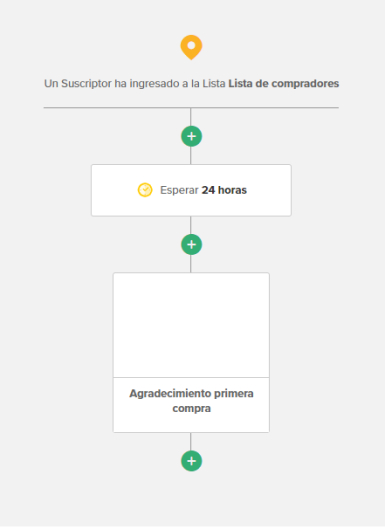 Un Suscriptor ha ingresado a la Lista Lista de compradores
Esperar 24 horas
Agradecimiento primera
compra